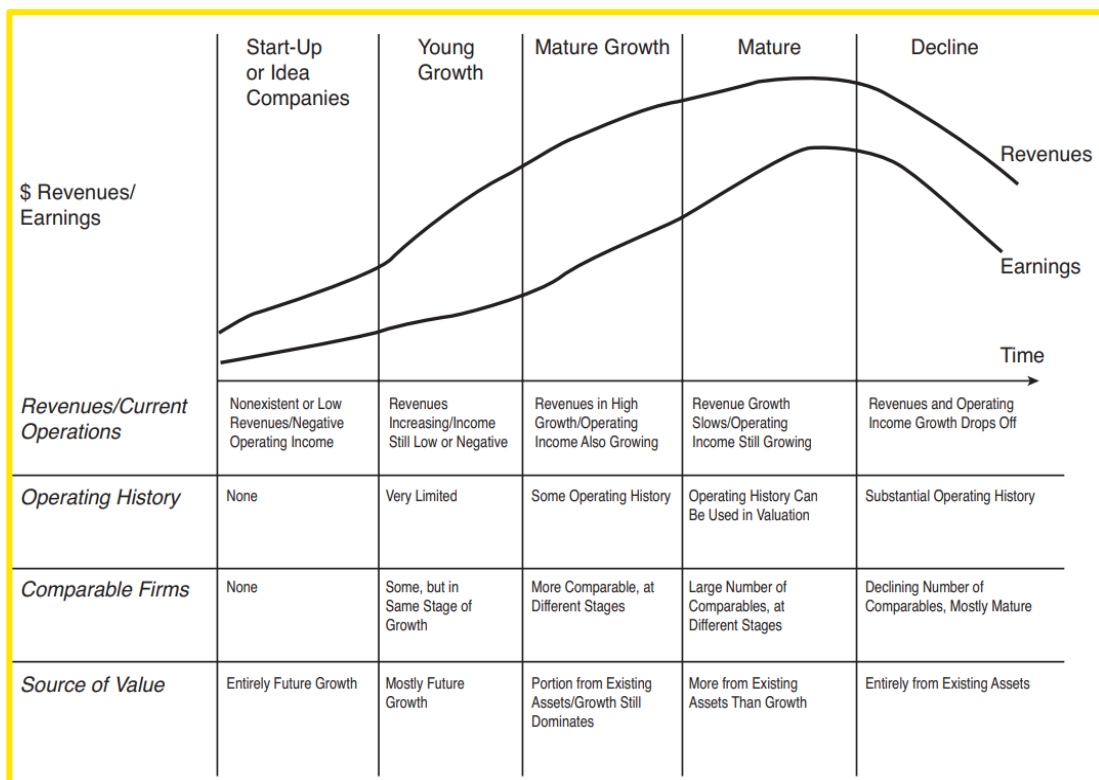 Start-Up
or Idea
Companies
Young
Growth
Mature Growth
Mature
Decline
$ Revenues/
Earnings
Revenues
Earnings
Time
Revenues/Current
Operations
Nonexistent or Low
Revenues/Negative
Operating Income
Revenues
Increasing/Income
Still Low or Negative
Revenues in High
Growth/Operating
Income Also Growing
Revenue Growth
Slows/Operating
Income Still Growing
Revenues and Operating
Income Growth Drops Off
Operating History
None
Very Limited
Some Operating History
Operating History Can
Be Used in Valuation
Substantial Operating History
Comparable Firms
None
Some, but in
Same Stage of
Growth
More Comparable, at
Different Stages
Large Number of
Comparables, at
Different Stages
Declining Number of
Comparables, Mostly Mature
Source of Value
Entirely Future Growth
Mostly Future
Growth
Portion from Existing
Assets/Growth Still
Dominates
More from Existing
Assets Than Growth
Entirely from Existing Assets